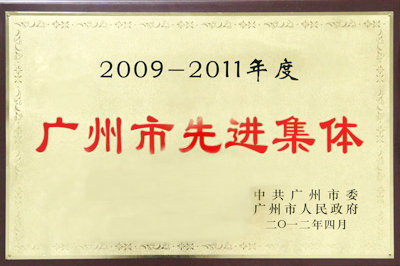 2009-2011年度
广州市先进集体
中共广州市委
广州市人民政府
二〇一二年四月